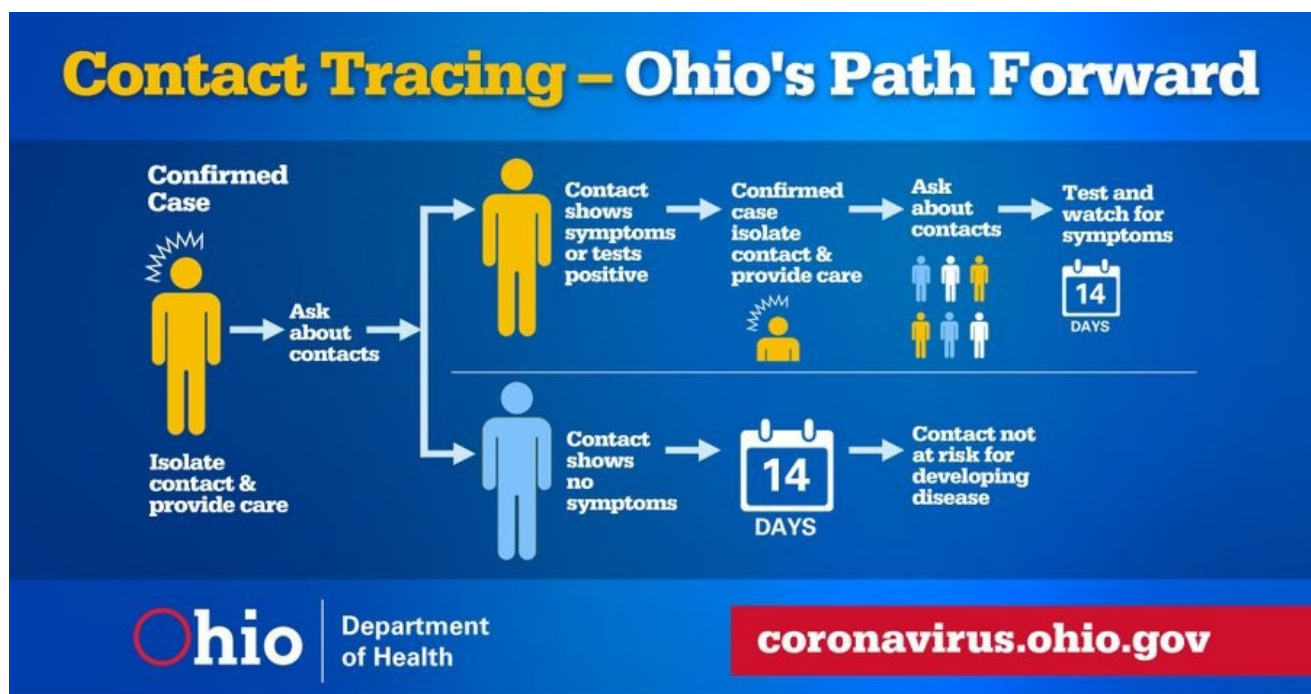 Contact Tracing – Ohio's Path Forward
Confirmed
Case
Isolate
contact &
provide care
Ask
about
contacts
Contact
shows
symptoms
or tests
positive
Confirmed
case
isolate
contact &
provide care
Ask
about
contacts
Test and
watch for
symptoms
14
DAYS
Contact
shows
no
symptoms
14
DAYS
Contact not
at risk for
developing
disease
Ohio
Department
of Health
coronavirus.ohio.gov